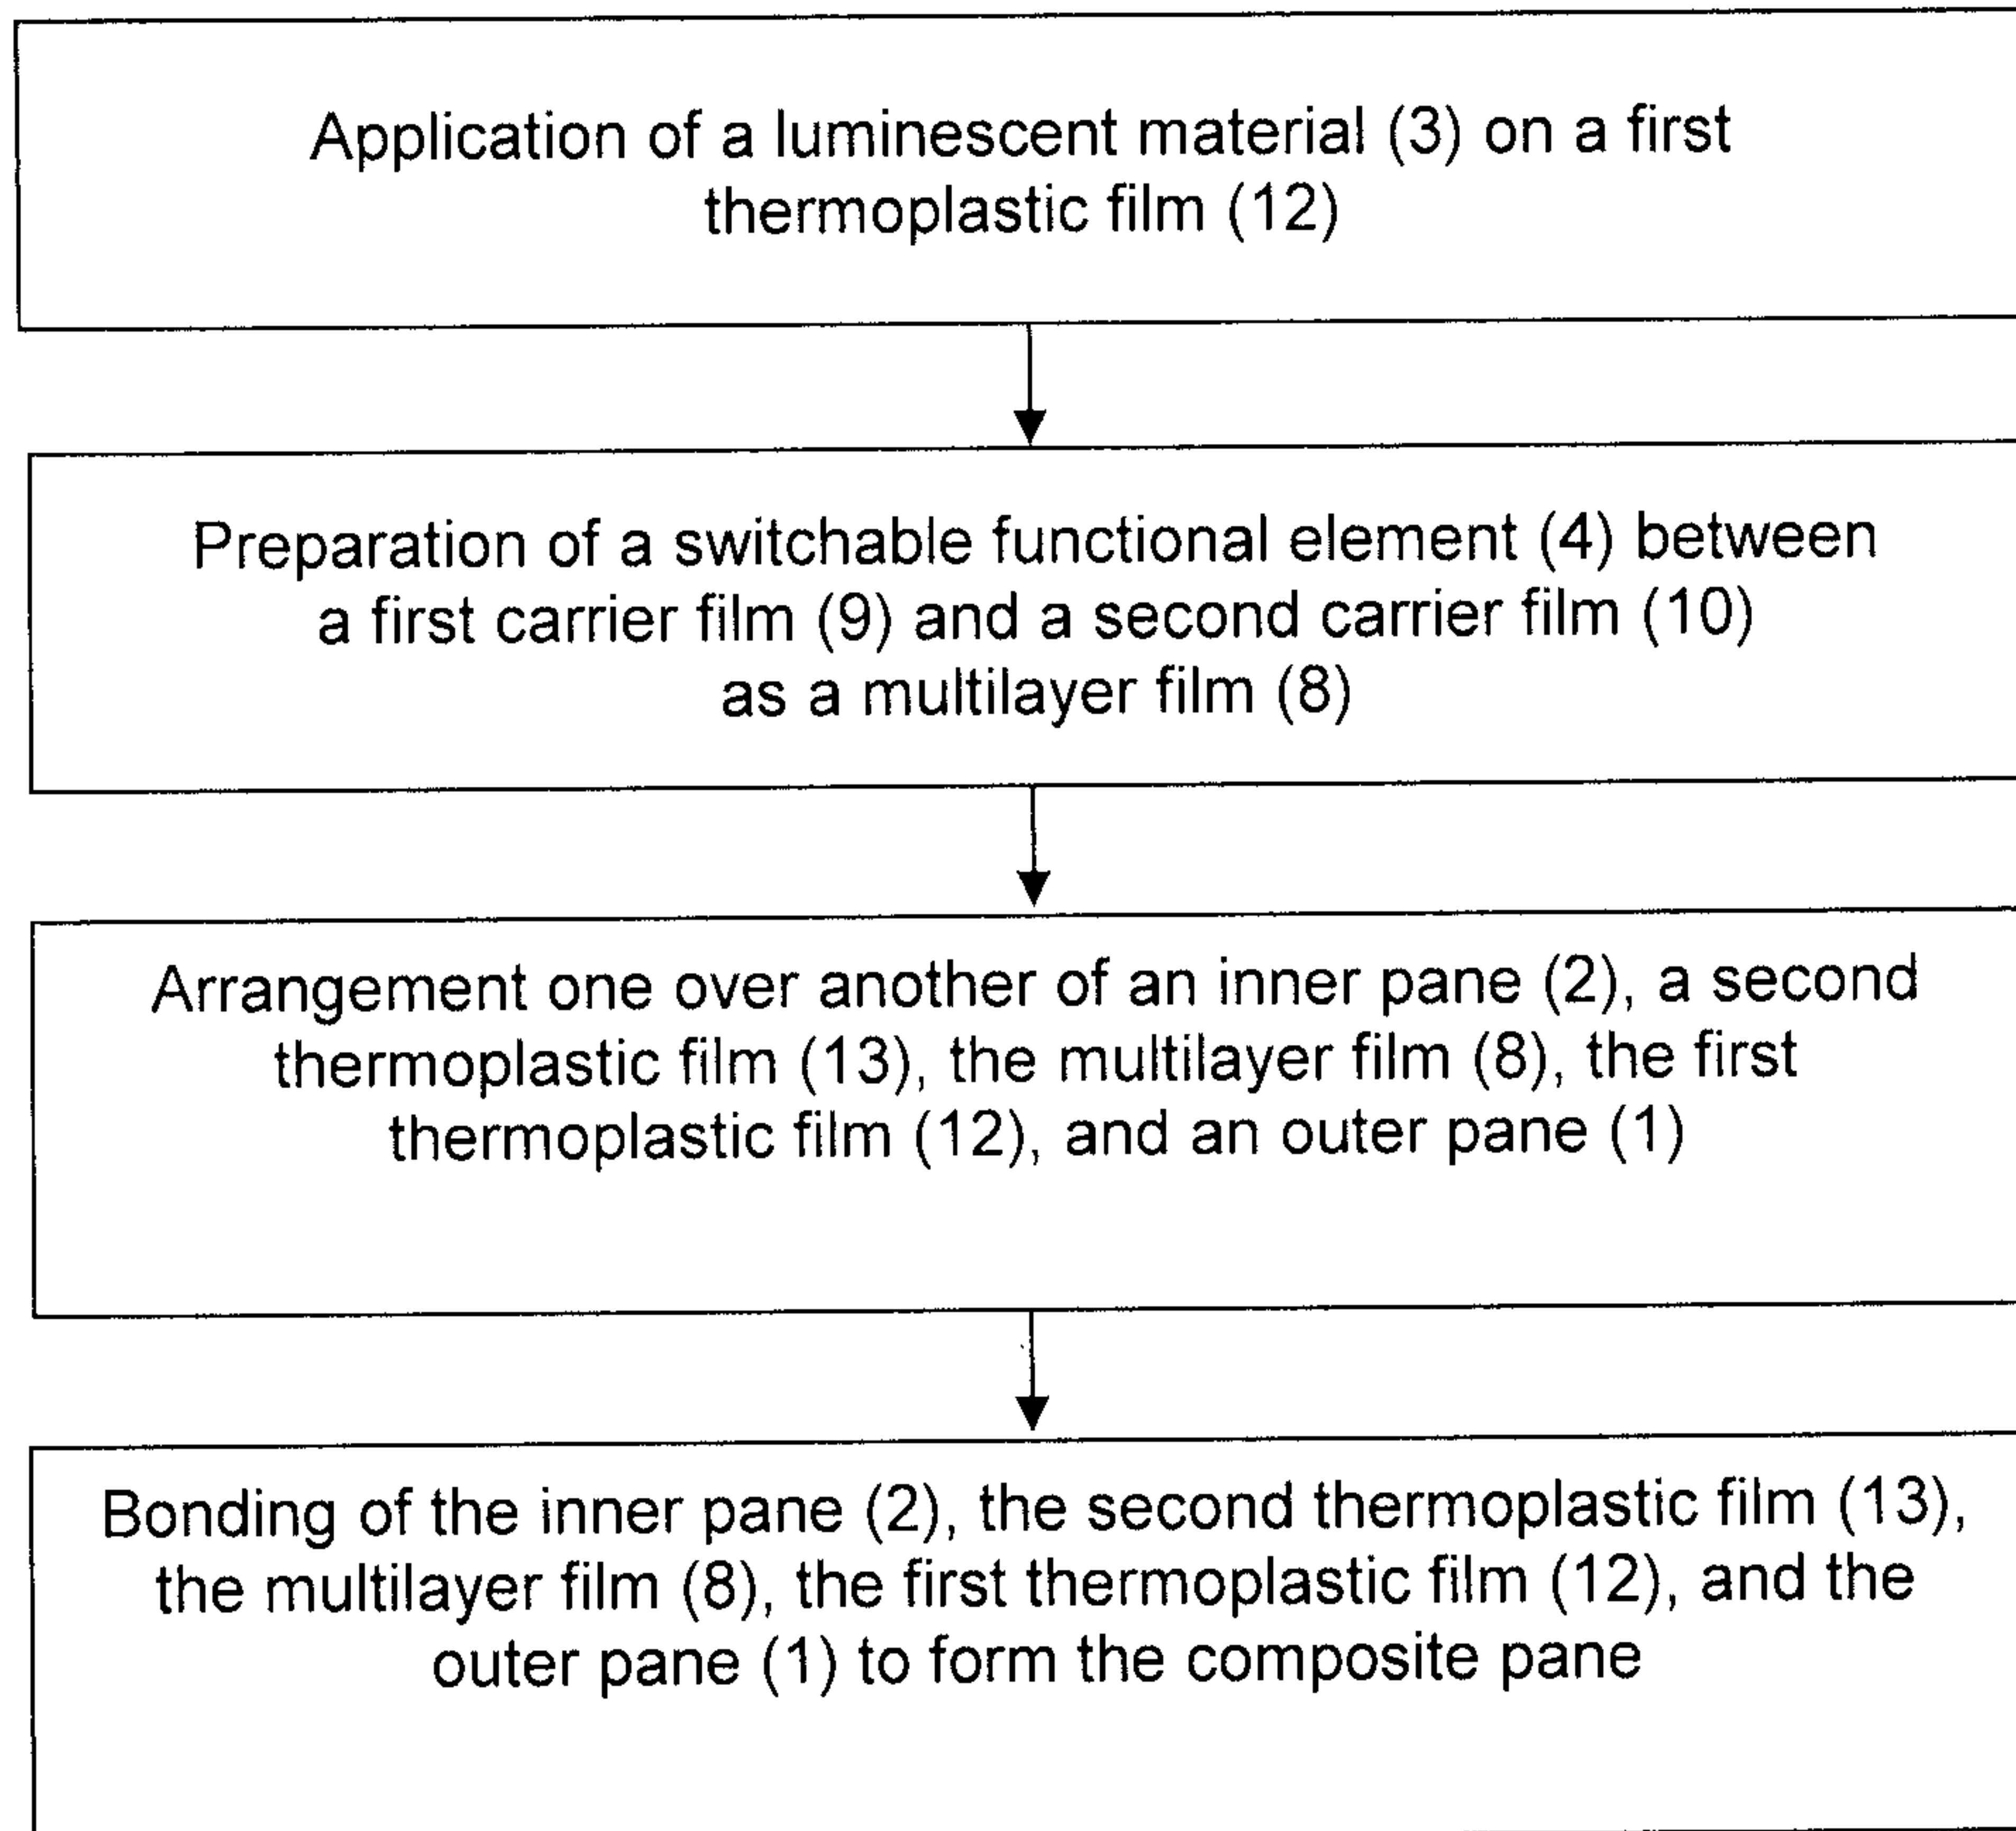 Application of a luminescent material (3) on a first
thermoplastic film (12)
Preparation of a switchable functional element (4) between
a first carrier film (9) and a second carrier film (10)
as a multilayer film (8)
Arrangement one over another of an inner pane (2), a second
thermoplastic film (13), the multilayer film (8), the first
thermoplastic film (12), and an outer pane (1)
Bonding of the inner pane (2), the second thermoplastic film (13),
the multilayer film (8), the first thermoplastic film (12), and the
outer pane (1) to form the composite pane